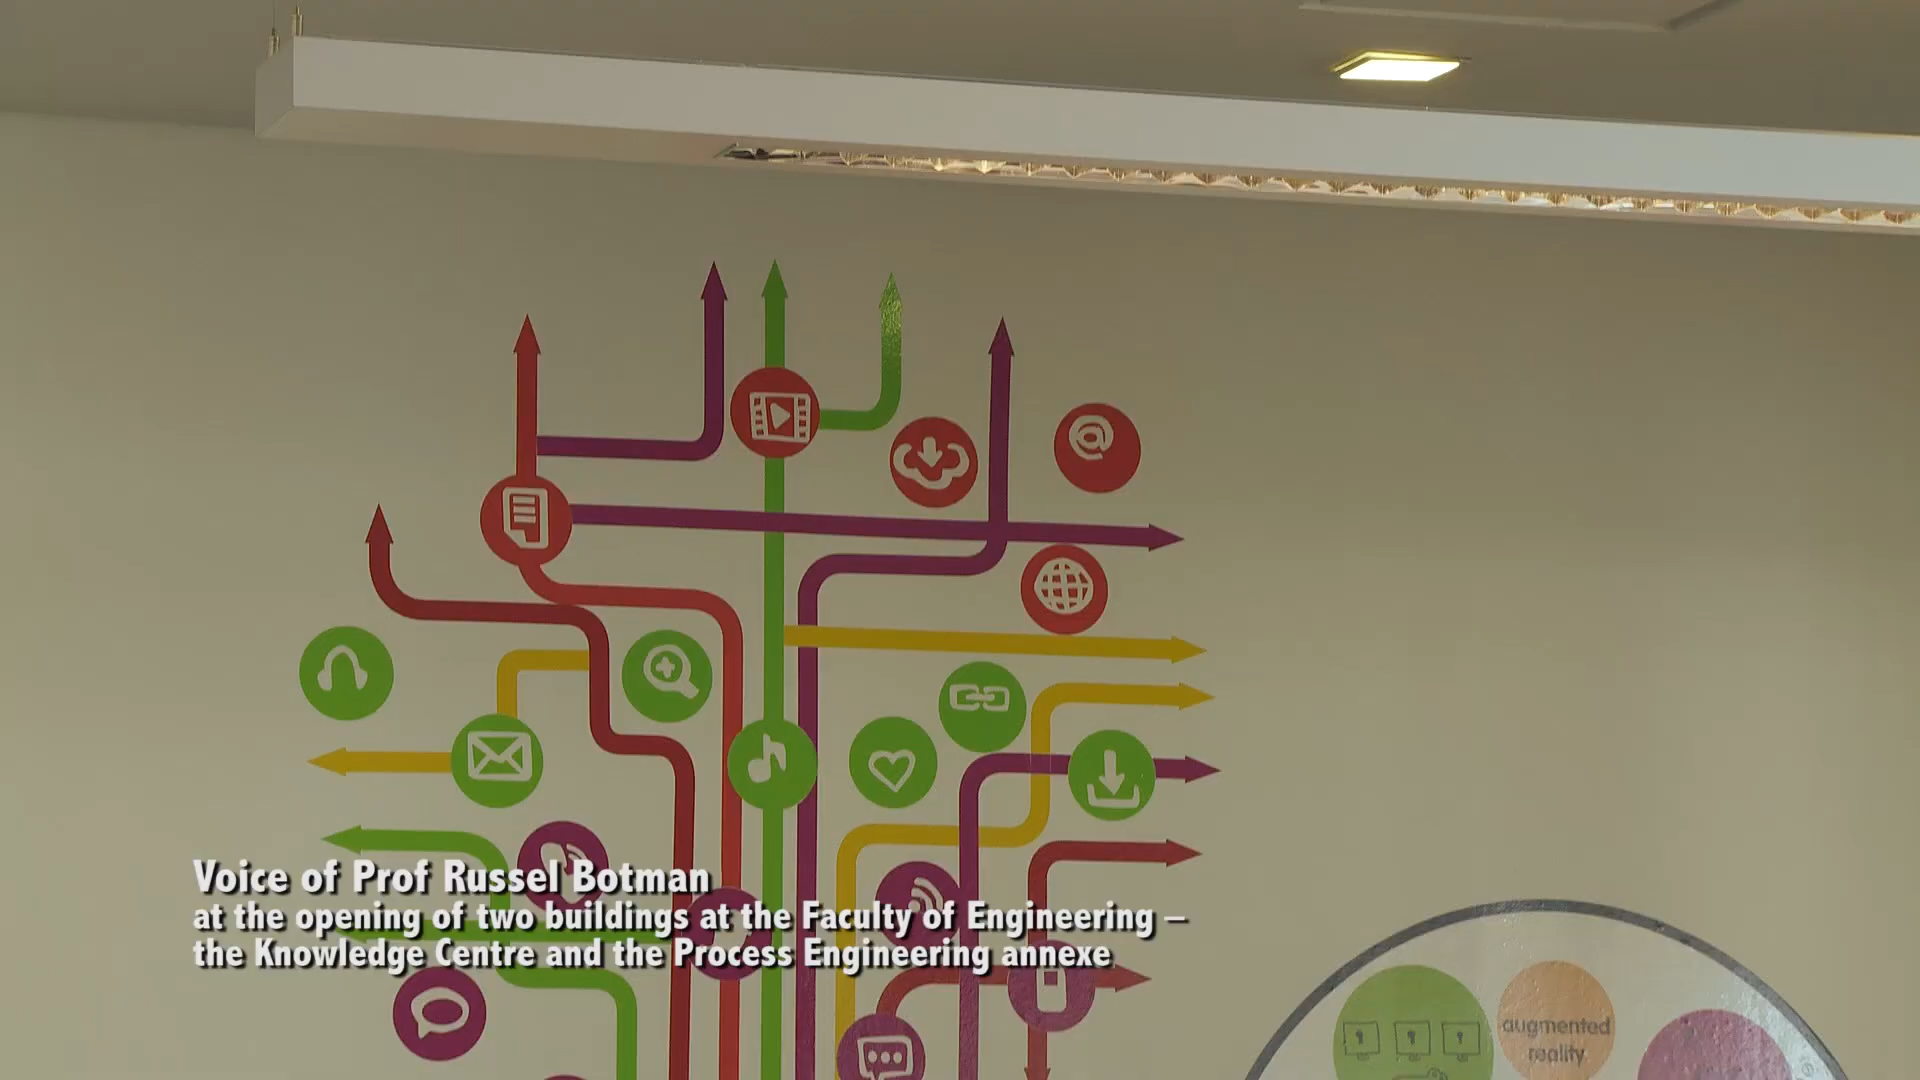 Voice of Prof Russel Botman
at the opening of two buildings at the Faculty of Engineering –
the Knowledge Centre and the Process Engineering annexe
augmented
reality